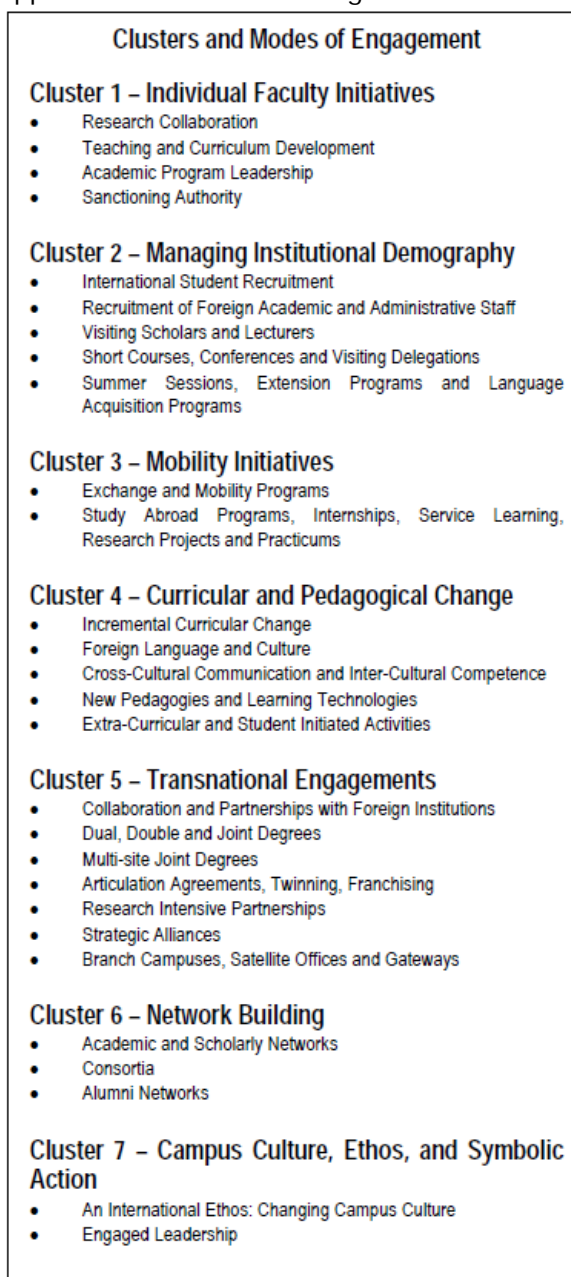 Clusters and Modes of Engagement
Cluster 1 – Individual Faculty Initiatives
• Research Collaboration
• Teaching and Curriculum Development
• Academic Program Leadership
• Sanctioning Authority
Cluster 2 – Managing Institutional Demography
• International Student Recruitment
• Recruitment of Foreign Academic and Administrative Staff
• Visiting Scholars and Lecturers
• Short Courses, Conferences and Visiting Delegations
• Summer Sessions, Extension Programs and Language
Acquisition Programs
Cluster 3 – Mobility Initiatives
• Exchange and Mobility Programs
• Study Abroad Programs, Internships, Service Learning,
Research Projects and Practicums
Cluster 4 – Curricular and Pedagogical Change
• Incremental Curricular Change
• Foreign Language and Culture
• Cross-Cultural Communication and Inter-Cultural Competence
• New Pedagogies and Learning Technologies
• Extra-Curricular and Student Initiated Activities
Cluster 5 – Transnational Engagements
• Collaboration and Partnerships with Foreign Institutions
• Dual, Double and Joint Degrees
• Multi-site Joint Degrees
• Articulation Agreements, Twinning, Franchising
• Research Intensive Partnerships
• Strategic Alliances
• Branch Campuses, Satellite Offices and Gateways
Cluster 6 – Network Building
• Academic and Scholarly Networks
• Consortia
• Alumni Networks
Cluster 7 – Campus Culture, Ethos, and Symbolic
Action
• An International Ethos: Changing Campus Culture
• Engaged Leadership